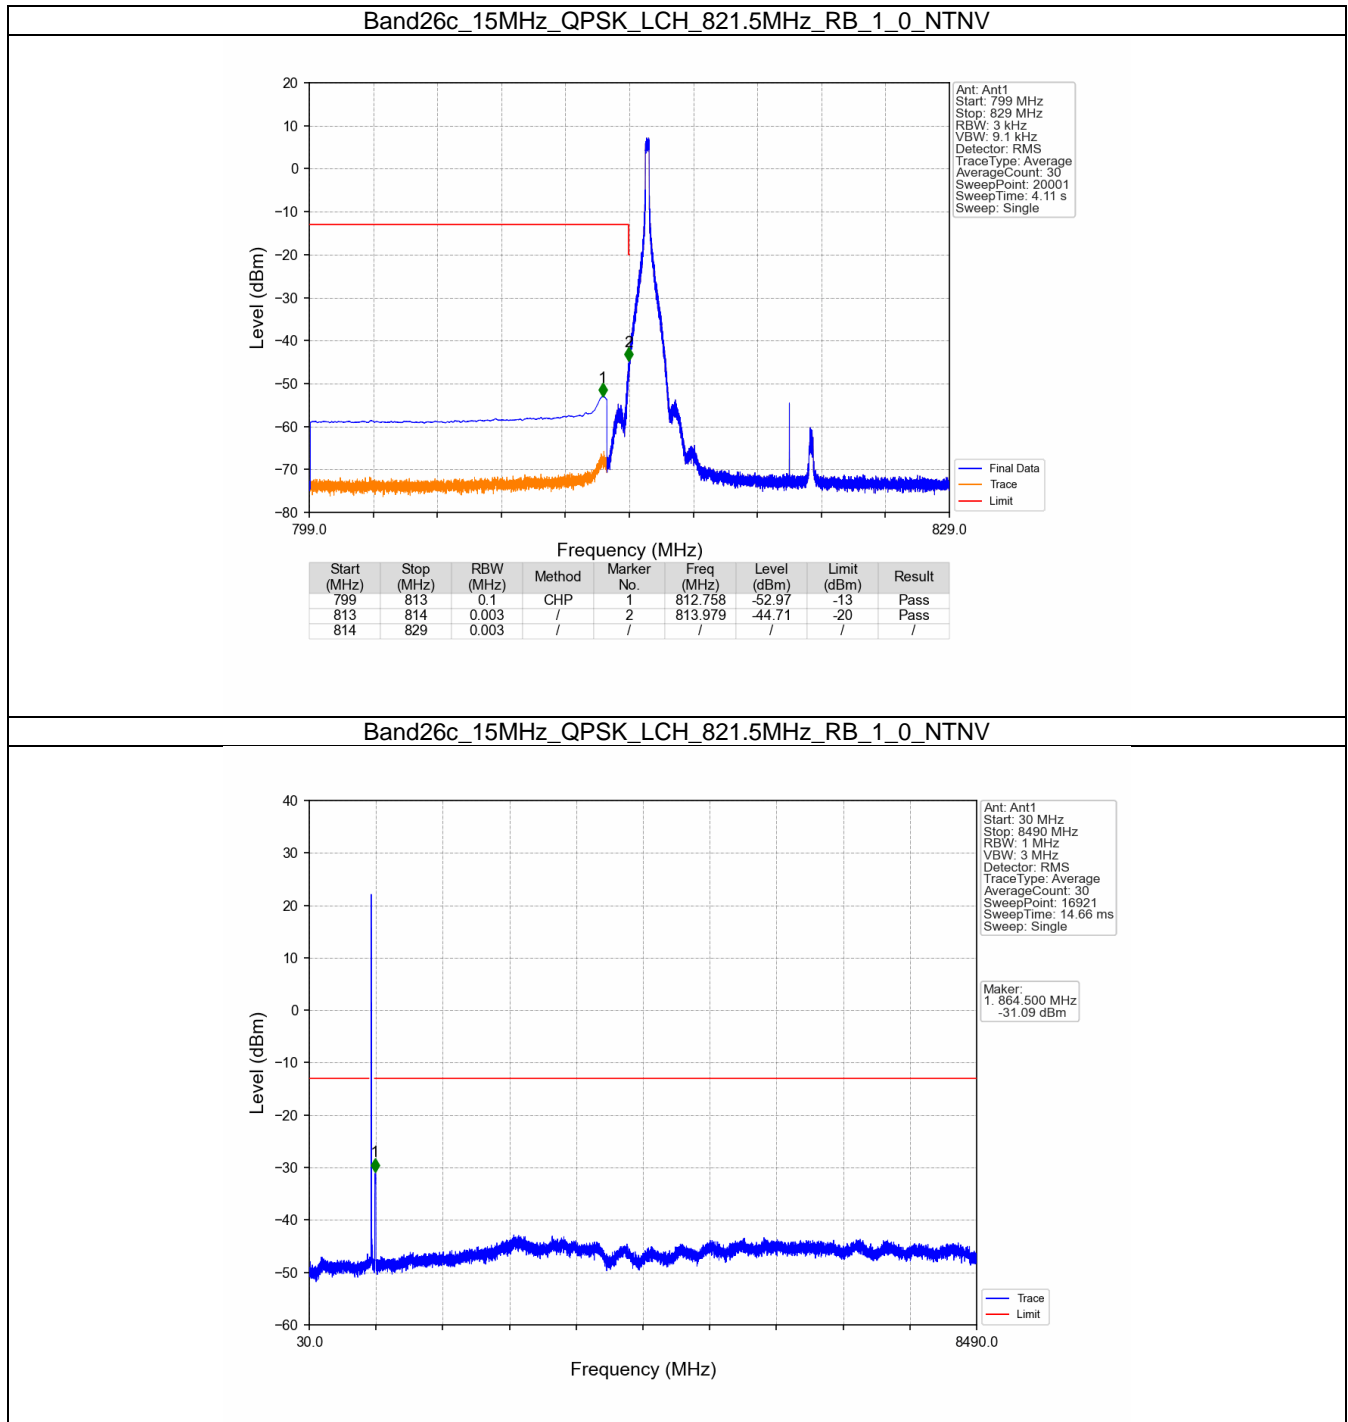 Band26c_15MHz_QPSK_LCH_821.5MHz_RB_1_0_NTNV
20
10
0
−10
−20
−30
−40
−50
−60
−70
−80
Level (dBm)
1
2
799.0
829.0
Frequency (MHz)
Ant: Ant1
Start: 799 MHz
Stop: 829 MHz
RBW: 3 kHz
VBW: 9.1 kHz
Detector: RMS
TraceType: Average
AverageCount: 30
SweepPoint: 20001
SweepTime: 4.11 s
Sweep: Single
Final Data
Trace
Limit
Start (MHz) Stop (MHz) RBW (MHz) Method Marker No. Freq (MHz) Level (dBm) Limit (dBm) Result
799 813 0.1 CHP 1 812.758 -52.97 -13 Pass
813 814 0.003 / 2 813.979 -44.71 -20 Pass
814 829 0.003 / / / / / /
Band26c_15MHz_QPSK_LCH_821.5MHz_RB_1_0_NTNV
40
30
20
10
0
−10
−20
−30
−40
−50
−60
Level (dBm)
1
30.0
8490.0
Frequency (MHz)
Ant: Ant1
Start: 30 MHz
Stop: 8490 MHz
RBW: 1 MHz
VBW: 3 MHz
Detector: RMS
TraceType: Average
AverageCount: 30
SweepPoint: 16921
SweepTime: 14.66 ms
Sweep: Single
Maker:
1. 864.500 MHz
-31.09 dBm
Trace
Limit